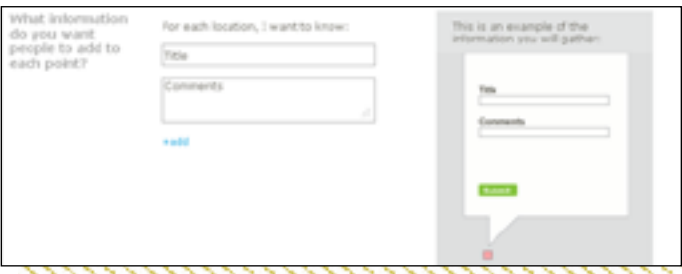 What information
do you want
people to add to
each point?
For each location, I want to know:
Title
Comments
+add
This is an example of the
information you will gather:
Title
Comments
Submit